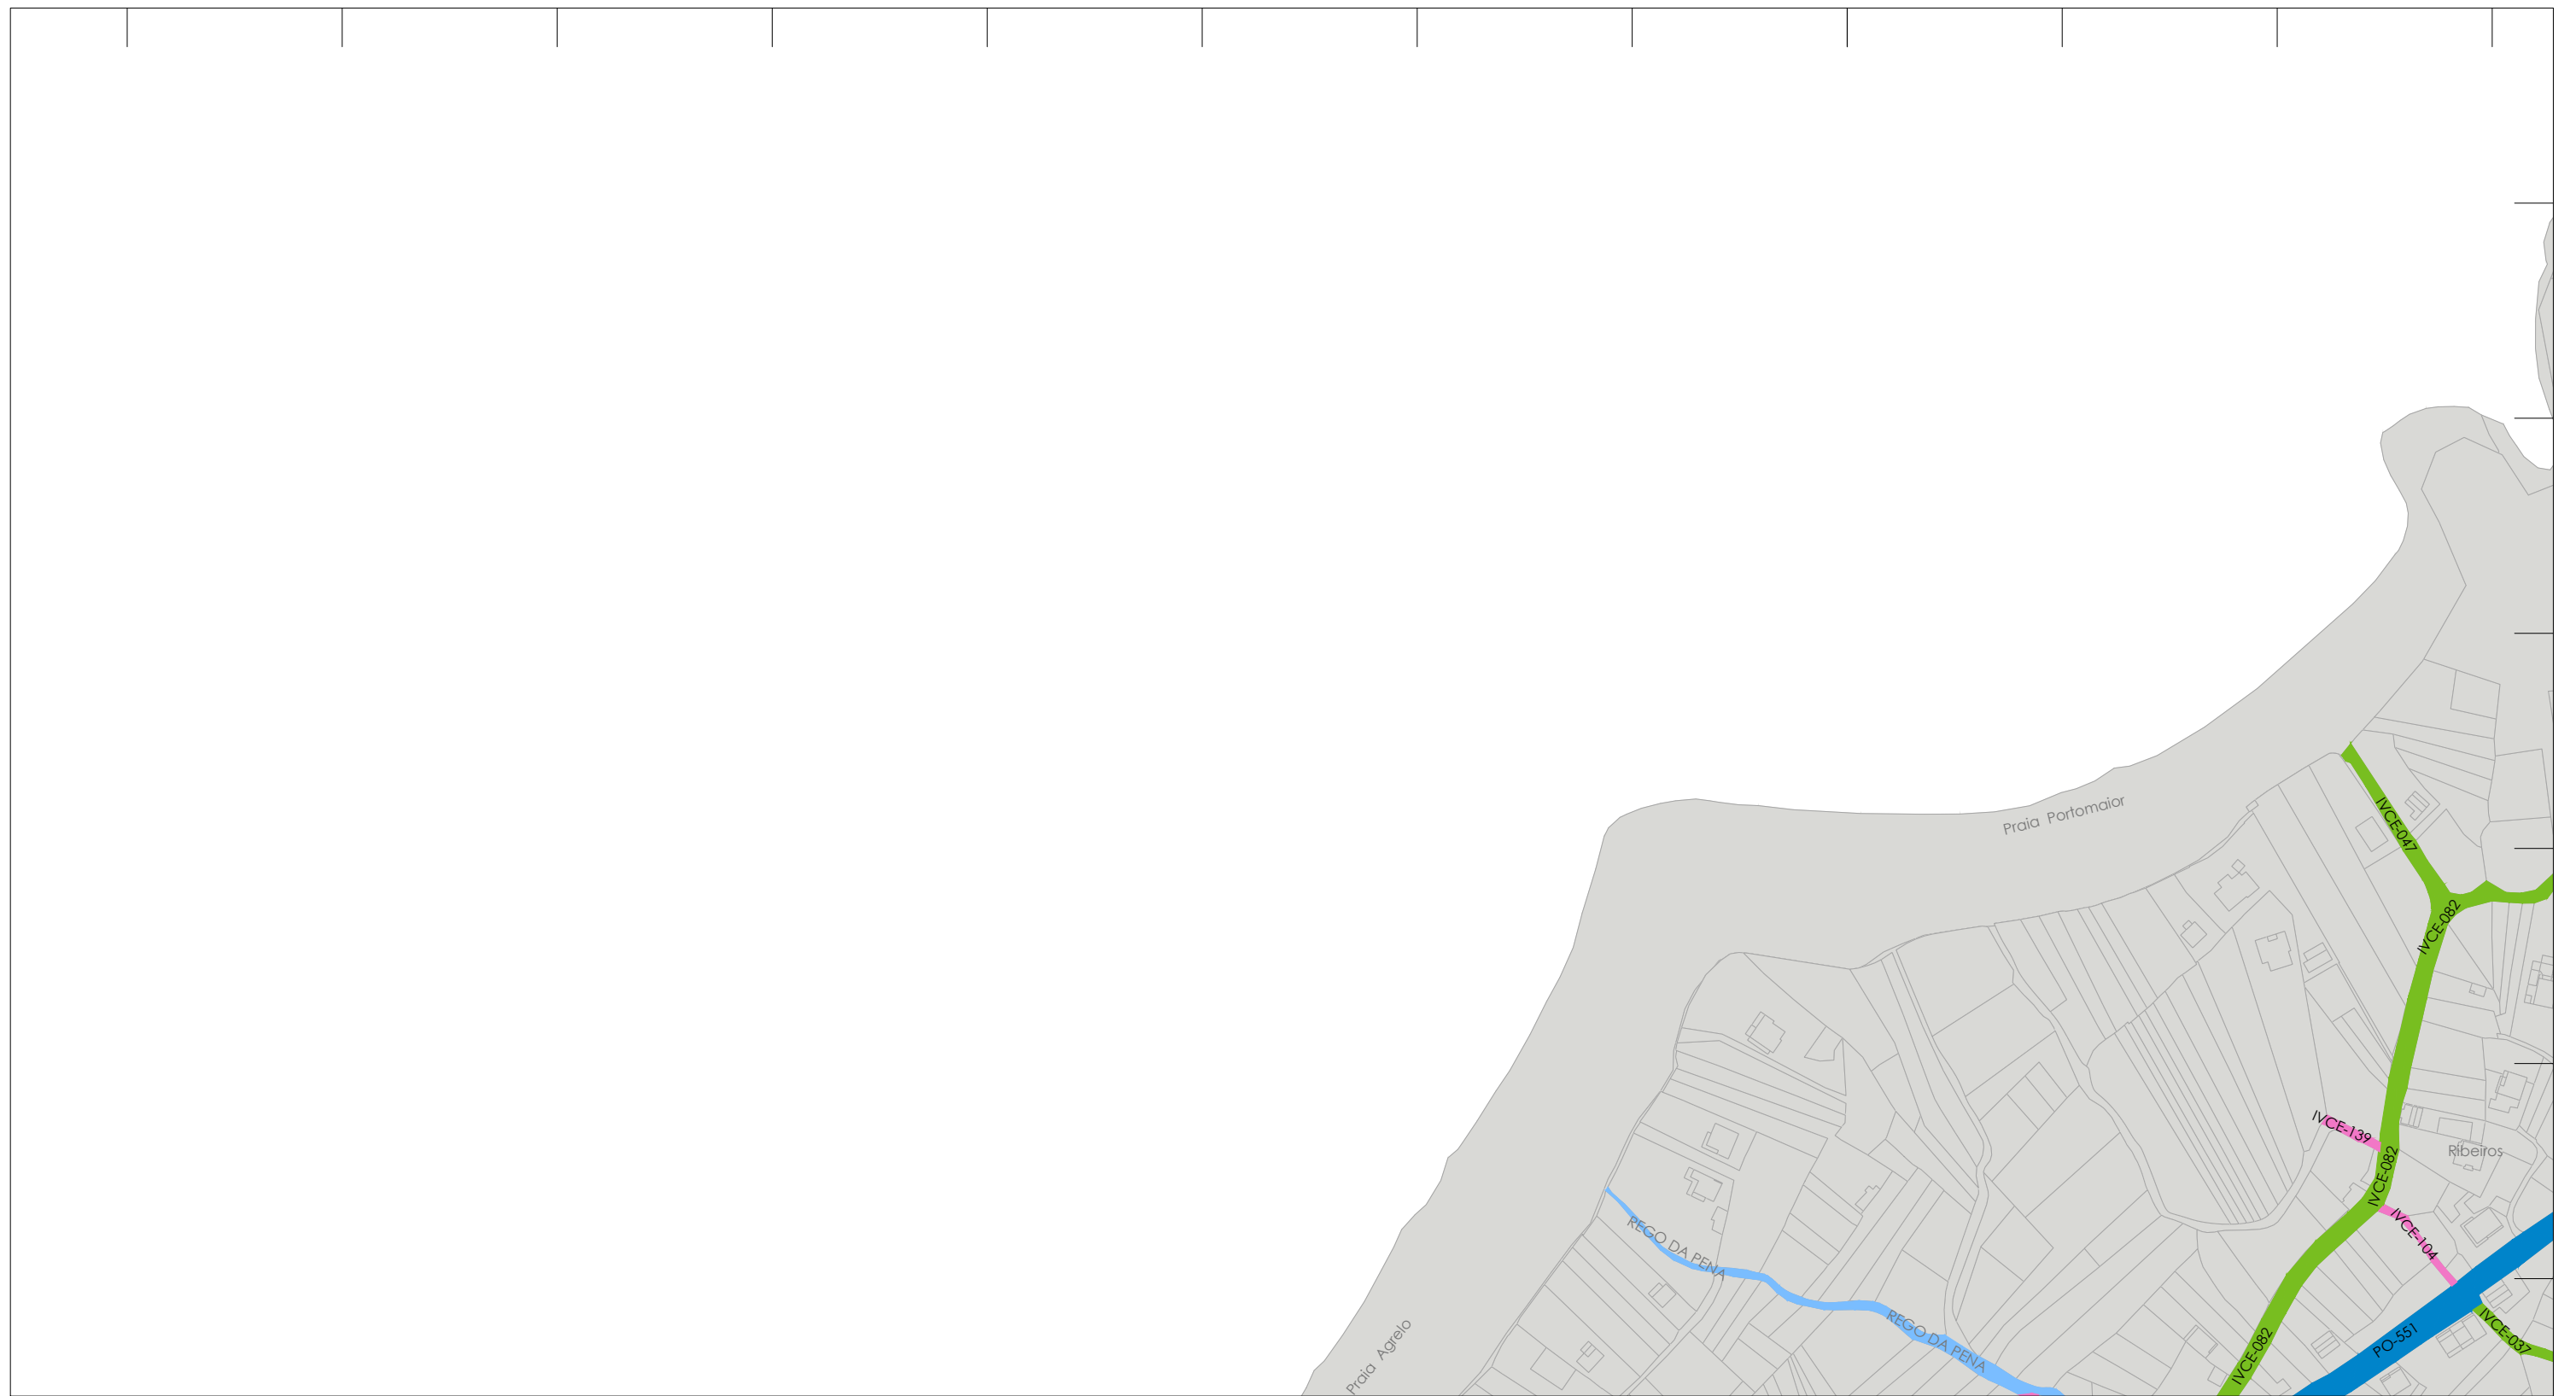 Praia Portomaior
IVCE-047
IVCE-082
IVCE-139
Ribeiros
IVCE-082
IVCE-104
REGO DA PENA
REGO DA PENA
Praia Agrelo
IVCE-082
PO-551
IVCE-037